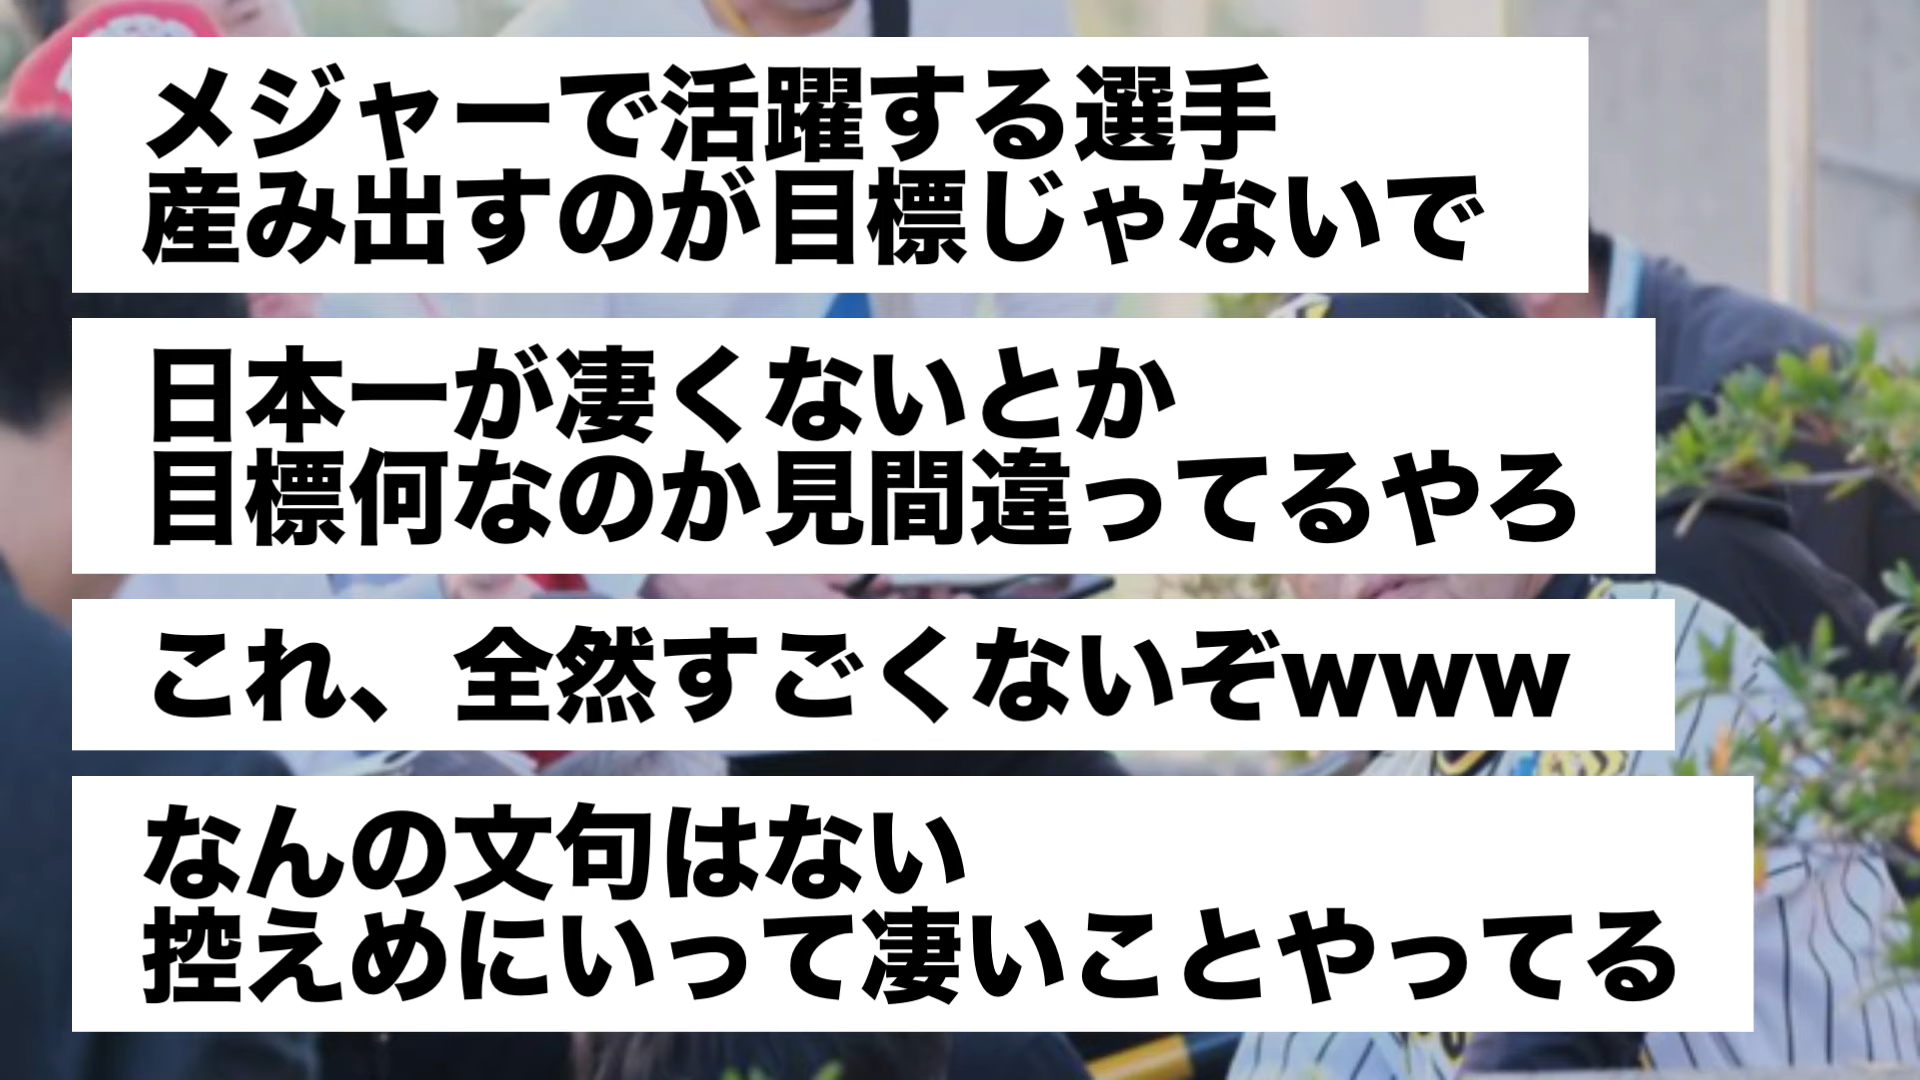 メジャーで活躍する選手
産み出すのが目標じゃないで
日本一が凄くないとか
目標何なのか見間違ってるやろ
これ、全然すごくないぞwww
なんの文句はない
控えめにいって凄いことやってる